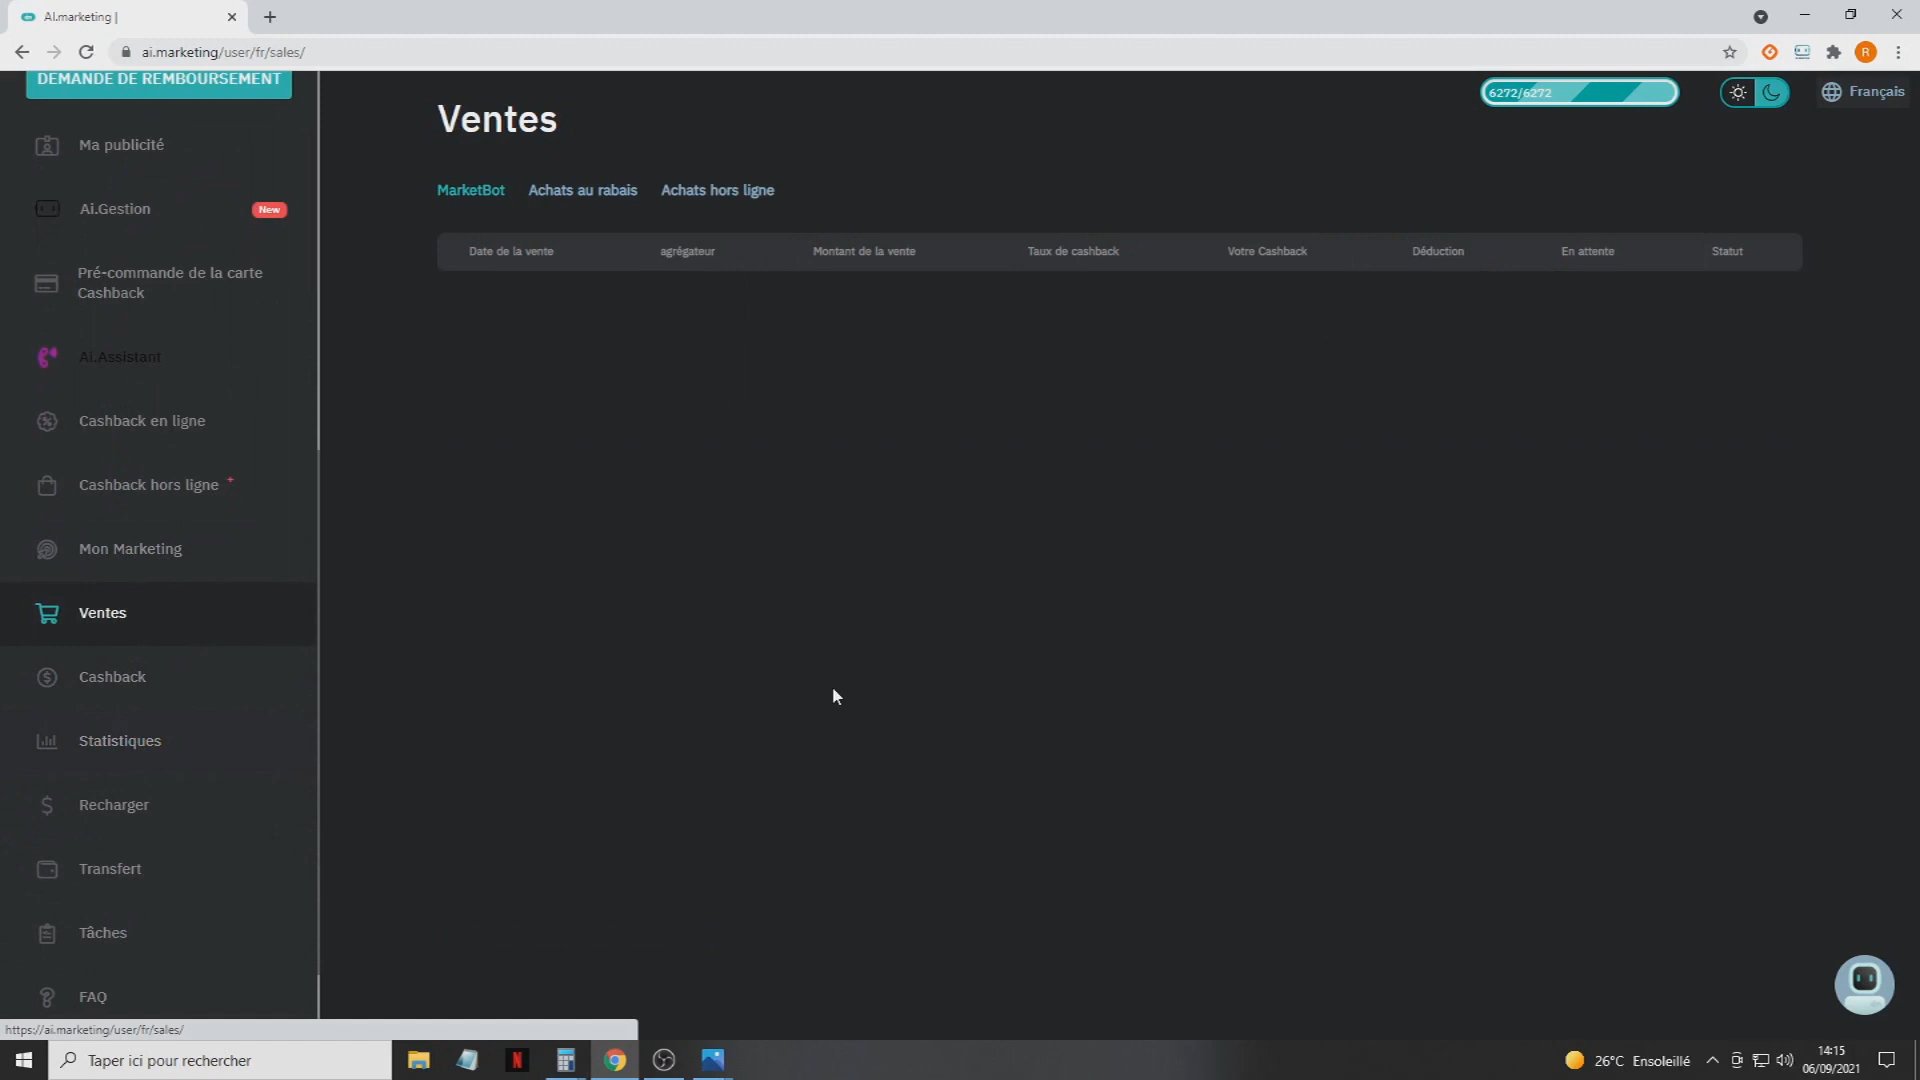 AI.marketing |
ai.marketing/user/fr/sales/
R
DEMANDE DE REMBOURSEMENT
Ma publicité
Ai.Gestion
New
Pré-commande de la carte
Cashback
Ai.Assistant
Cashback en ligne
Cashback hors ligne +
Mon Marketing
Ventes
Cashback
Statistiques
Recharger
Transfert
Tâches
FAQ
Ventes
6272/6272
Français
MarketBot Achats au rabais Achats hors ligne
Date de la vente agrégateur Montant de la vente Taux de cashback Votre Cashback Déduction En attente Statut
https://ai.marketing/user/fr/sales/
Taper ici pour rechercher
N
26°C Ensoleillé
14:15
06/09/2021